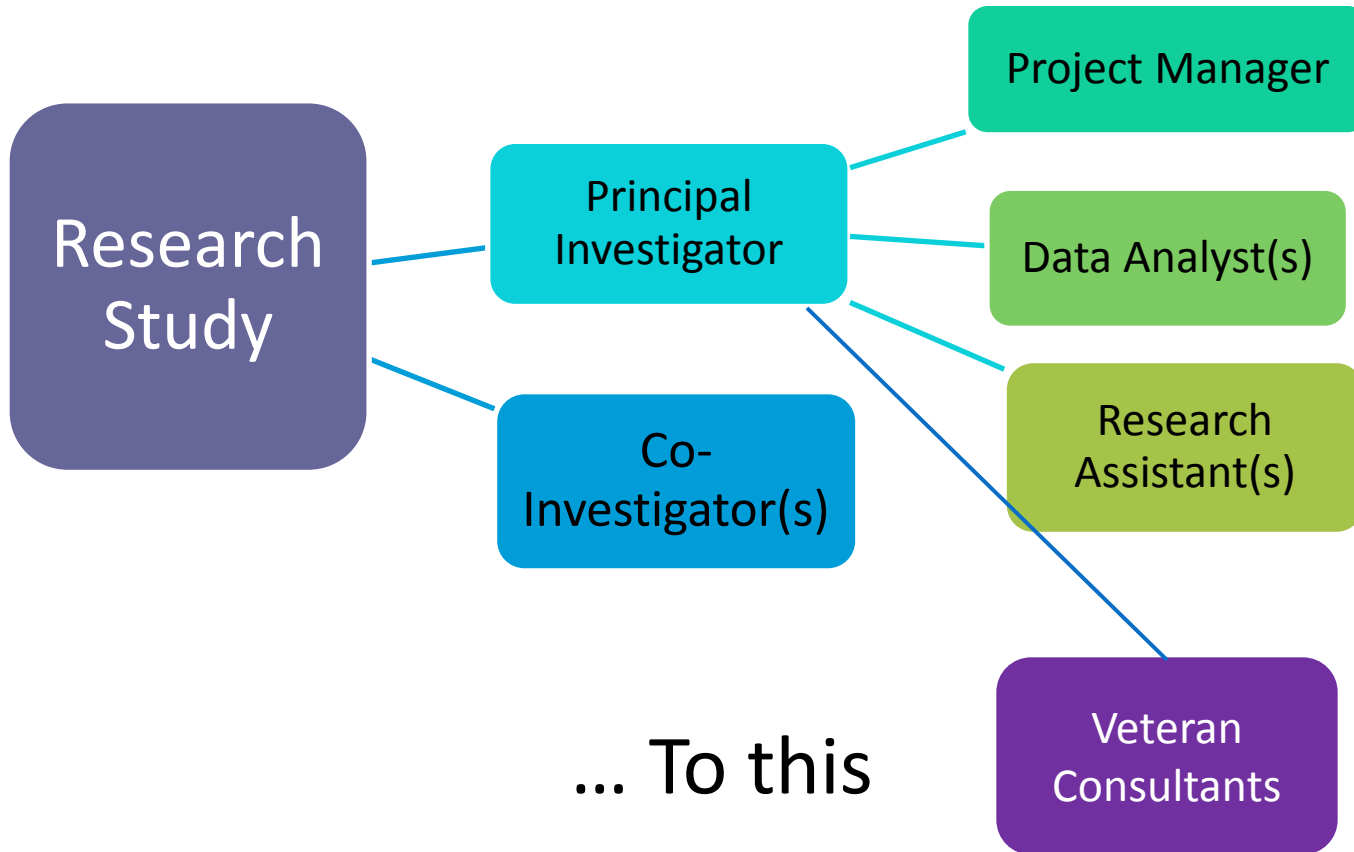 Research
Study
Principal
Investigator
Co-
Investigator(s)
Project Manager
Data Analyst(s)
Research
Assistant(s)
Veteran
Consultants
... To this